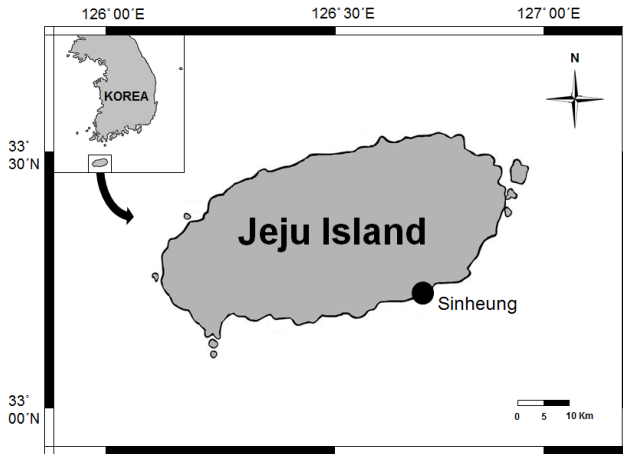 126˚00´E
126˚30´E
127˚00´E
KOREA
N
33˚
30´N
Jeju Island
Sinheung
33˚
00´N
0 5 10 Km